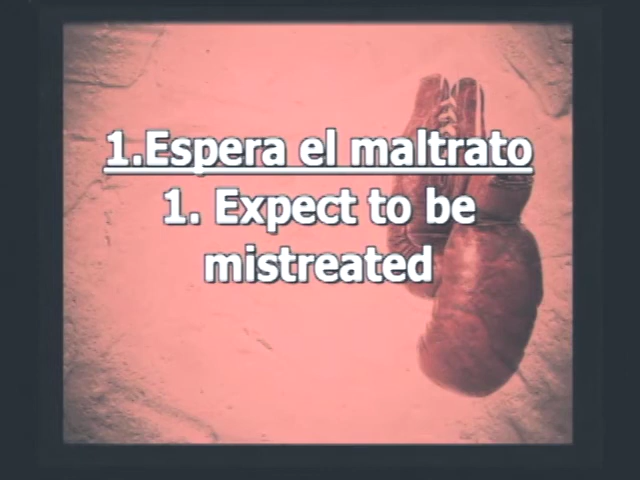 1.Espera el maltrato
1. Expect to be
mistreated